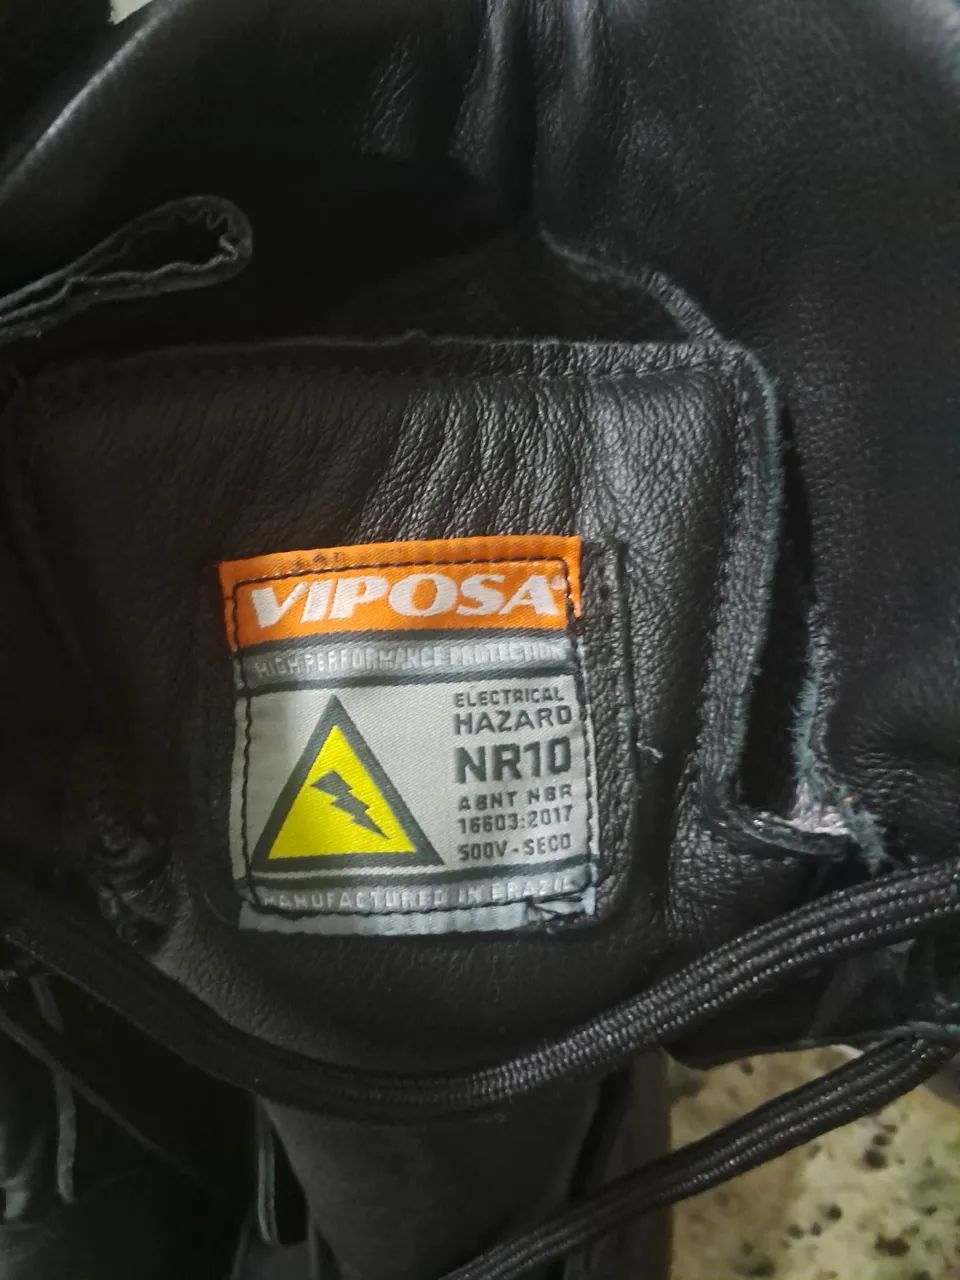 VIPOSA®
HIGH PERFORMANCE PROTECTION
ELECTRICAL
HAZARD
NR10
ABNT NBR
16603:2017
500V-SECO
MANUFACTURED IN BRAZIL